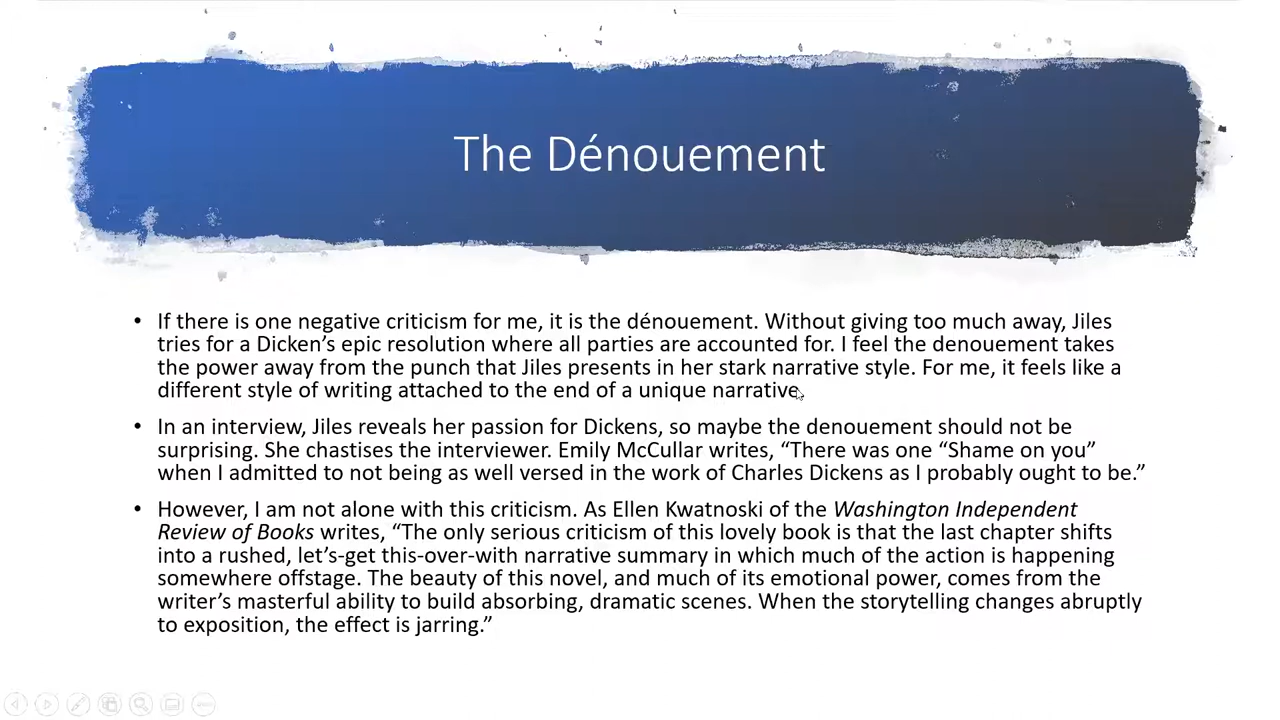 The Dénouement
• If there is one negative criticism for me, it is the dénouement. Without giving too much away, Jiles
tries for a Dicken’s epic resolution where all parties are accounted for. I feel the denouement takes
the power away from the punch that Jiles presents in her stark narrative style. For me, it feels like a
different style of writing attached to the end of a unique narrative.
• In an interview, Jiles reveals her passion for Dickens, so maybe the denouement should not be
surprising. She chastises the interviewer. Emily McCullar writes, “There was one “Shame on you”
when I admitted to not being as well versed in the work of Charles Dickens as I probably ought to be.”
• However, I am not alone with this criticism. As Ellen Kwatnoski of the Washington Independent
Review of Books writes, “The only serious criticism of this lovely book is that the last chapter shifts
into a rushed, let’s-get this-over-with narrative summary in which much of the action is happening
somewhere offstage. The beauty of this novel, and much of its emotional power, comes from the
writer’s masterful ability to build absorbing, dramatic scenes. When the storytelling changes abruptly
to exposition, the effect is jarring.”